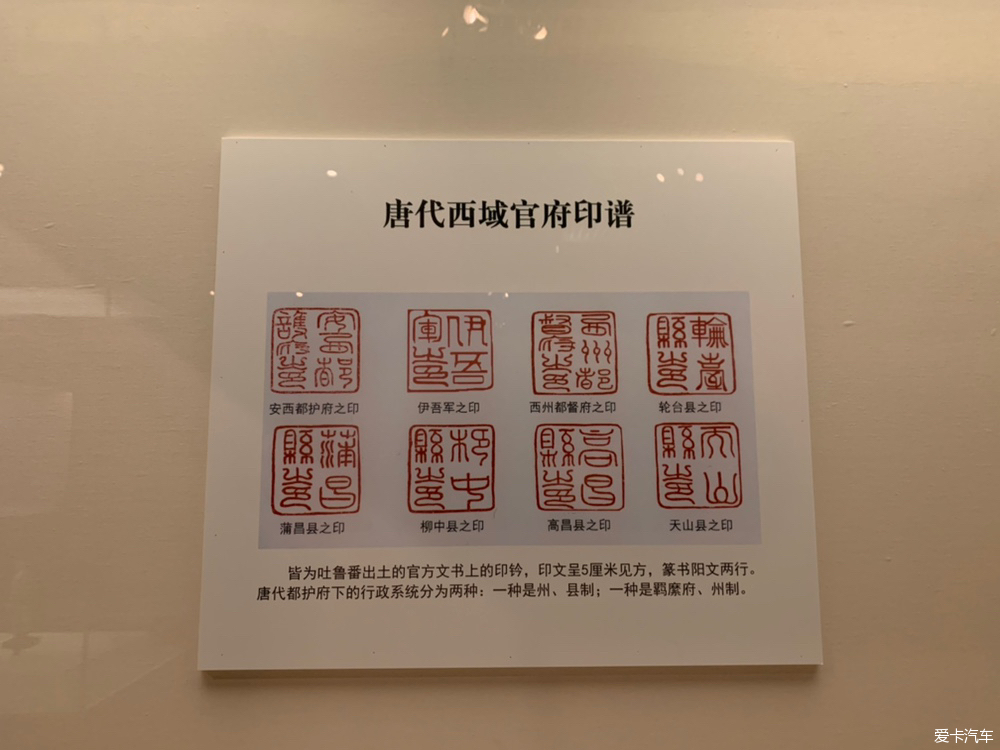 唐代西域官府印谱
安西都护府之印
伊吾军之印
西州都督府之印
轮台县之印
蒲昌县之印
柳中县之印
高昌县之印
天山县之印
皆为吐鲁番出土的官方文书上的印钤，印文呈5厘米见方，篆书阳文两行。
唐代都护府下的行政系统分为两种：一种是州、县制；一种是羁縻府、州制。
爱卡汽车